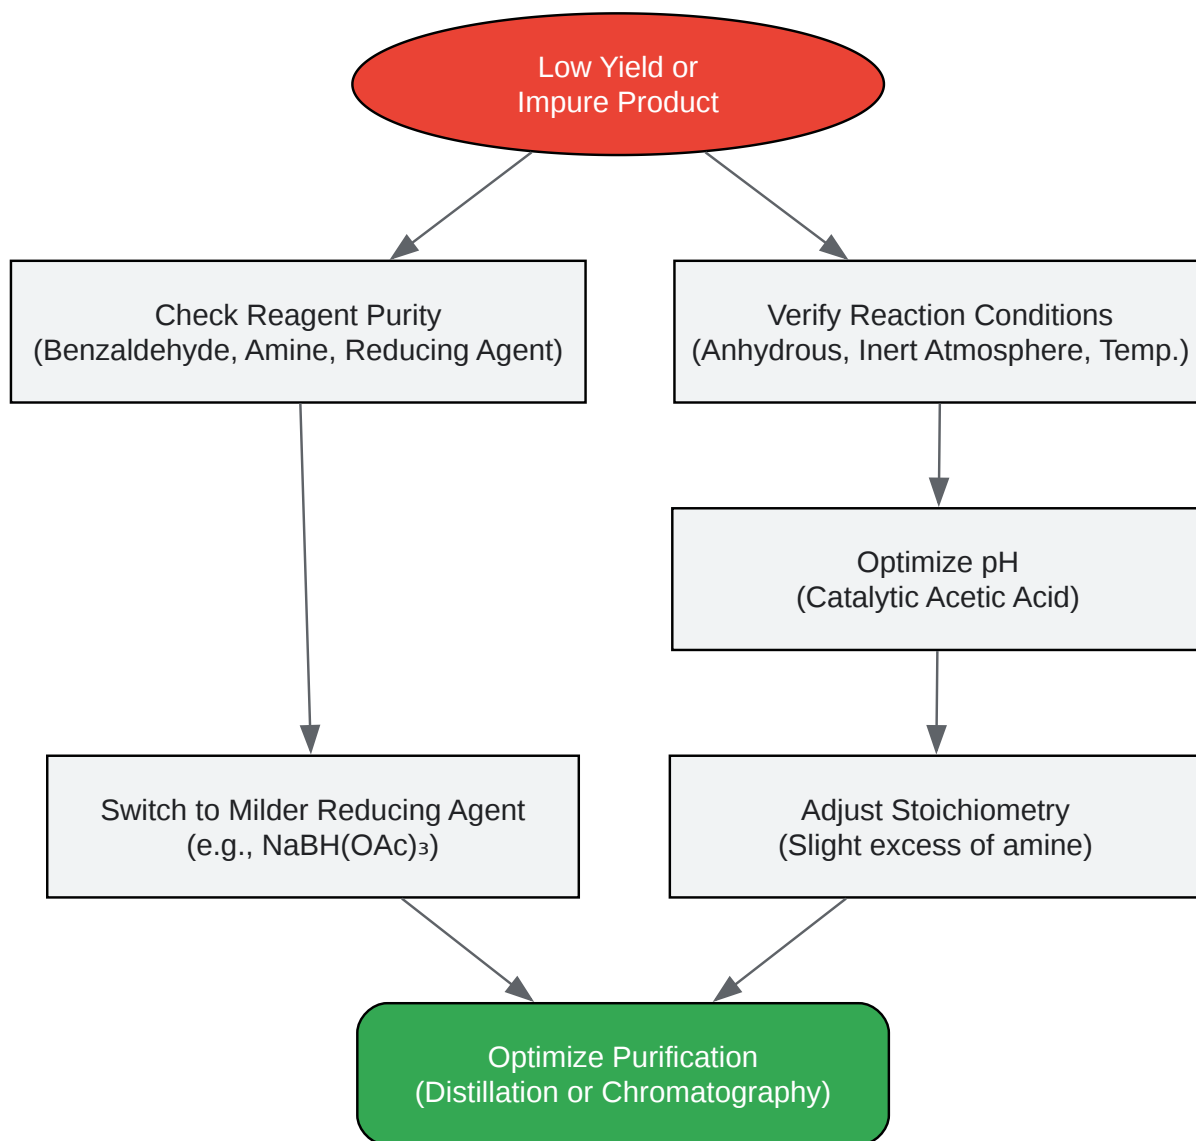 Low Yield or
Impure Product
Check Reagent Purity
(Benzaldehyde, Amine, Reducing Agent)
Verify Reaction Conditions
(Anhydrous, Inert Atmosphere, Temp.)
Optimize pH
(Catalytic Acetic Acid)
Switch to Milder Reducing Agent
(e.g., NaBH(OAc)₃)
Adjust Stoichiometry
(Slight excess of amine)
Optimize Purification
(Distillation or Chromatography)